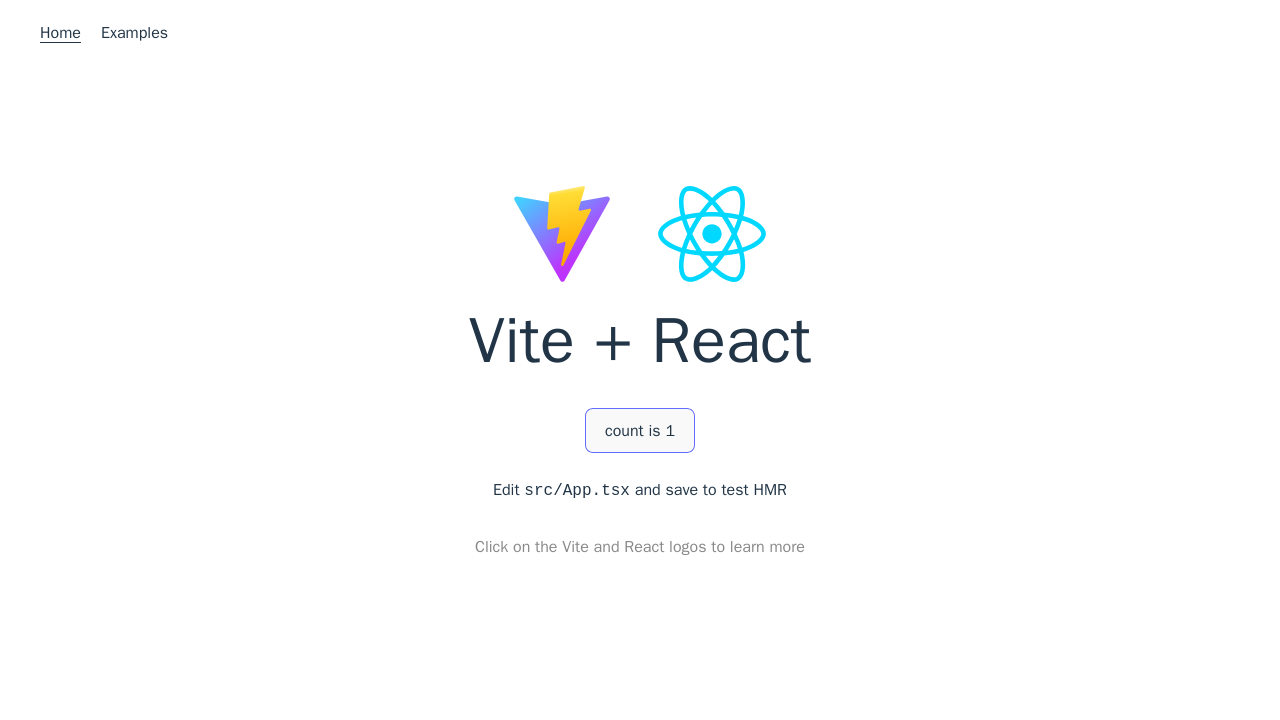 Home Examples
Vite + React
count is 1
Edit src/App.tsx and save to test HMR
Click on the Vite and React logos to learn more